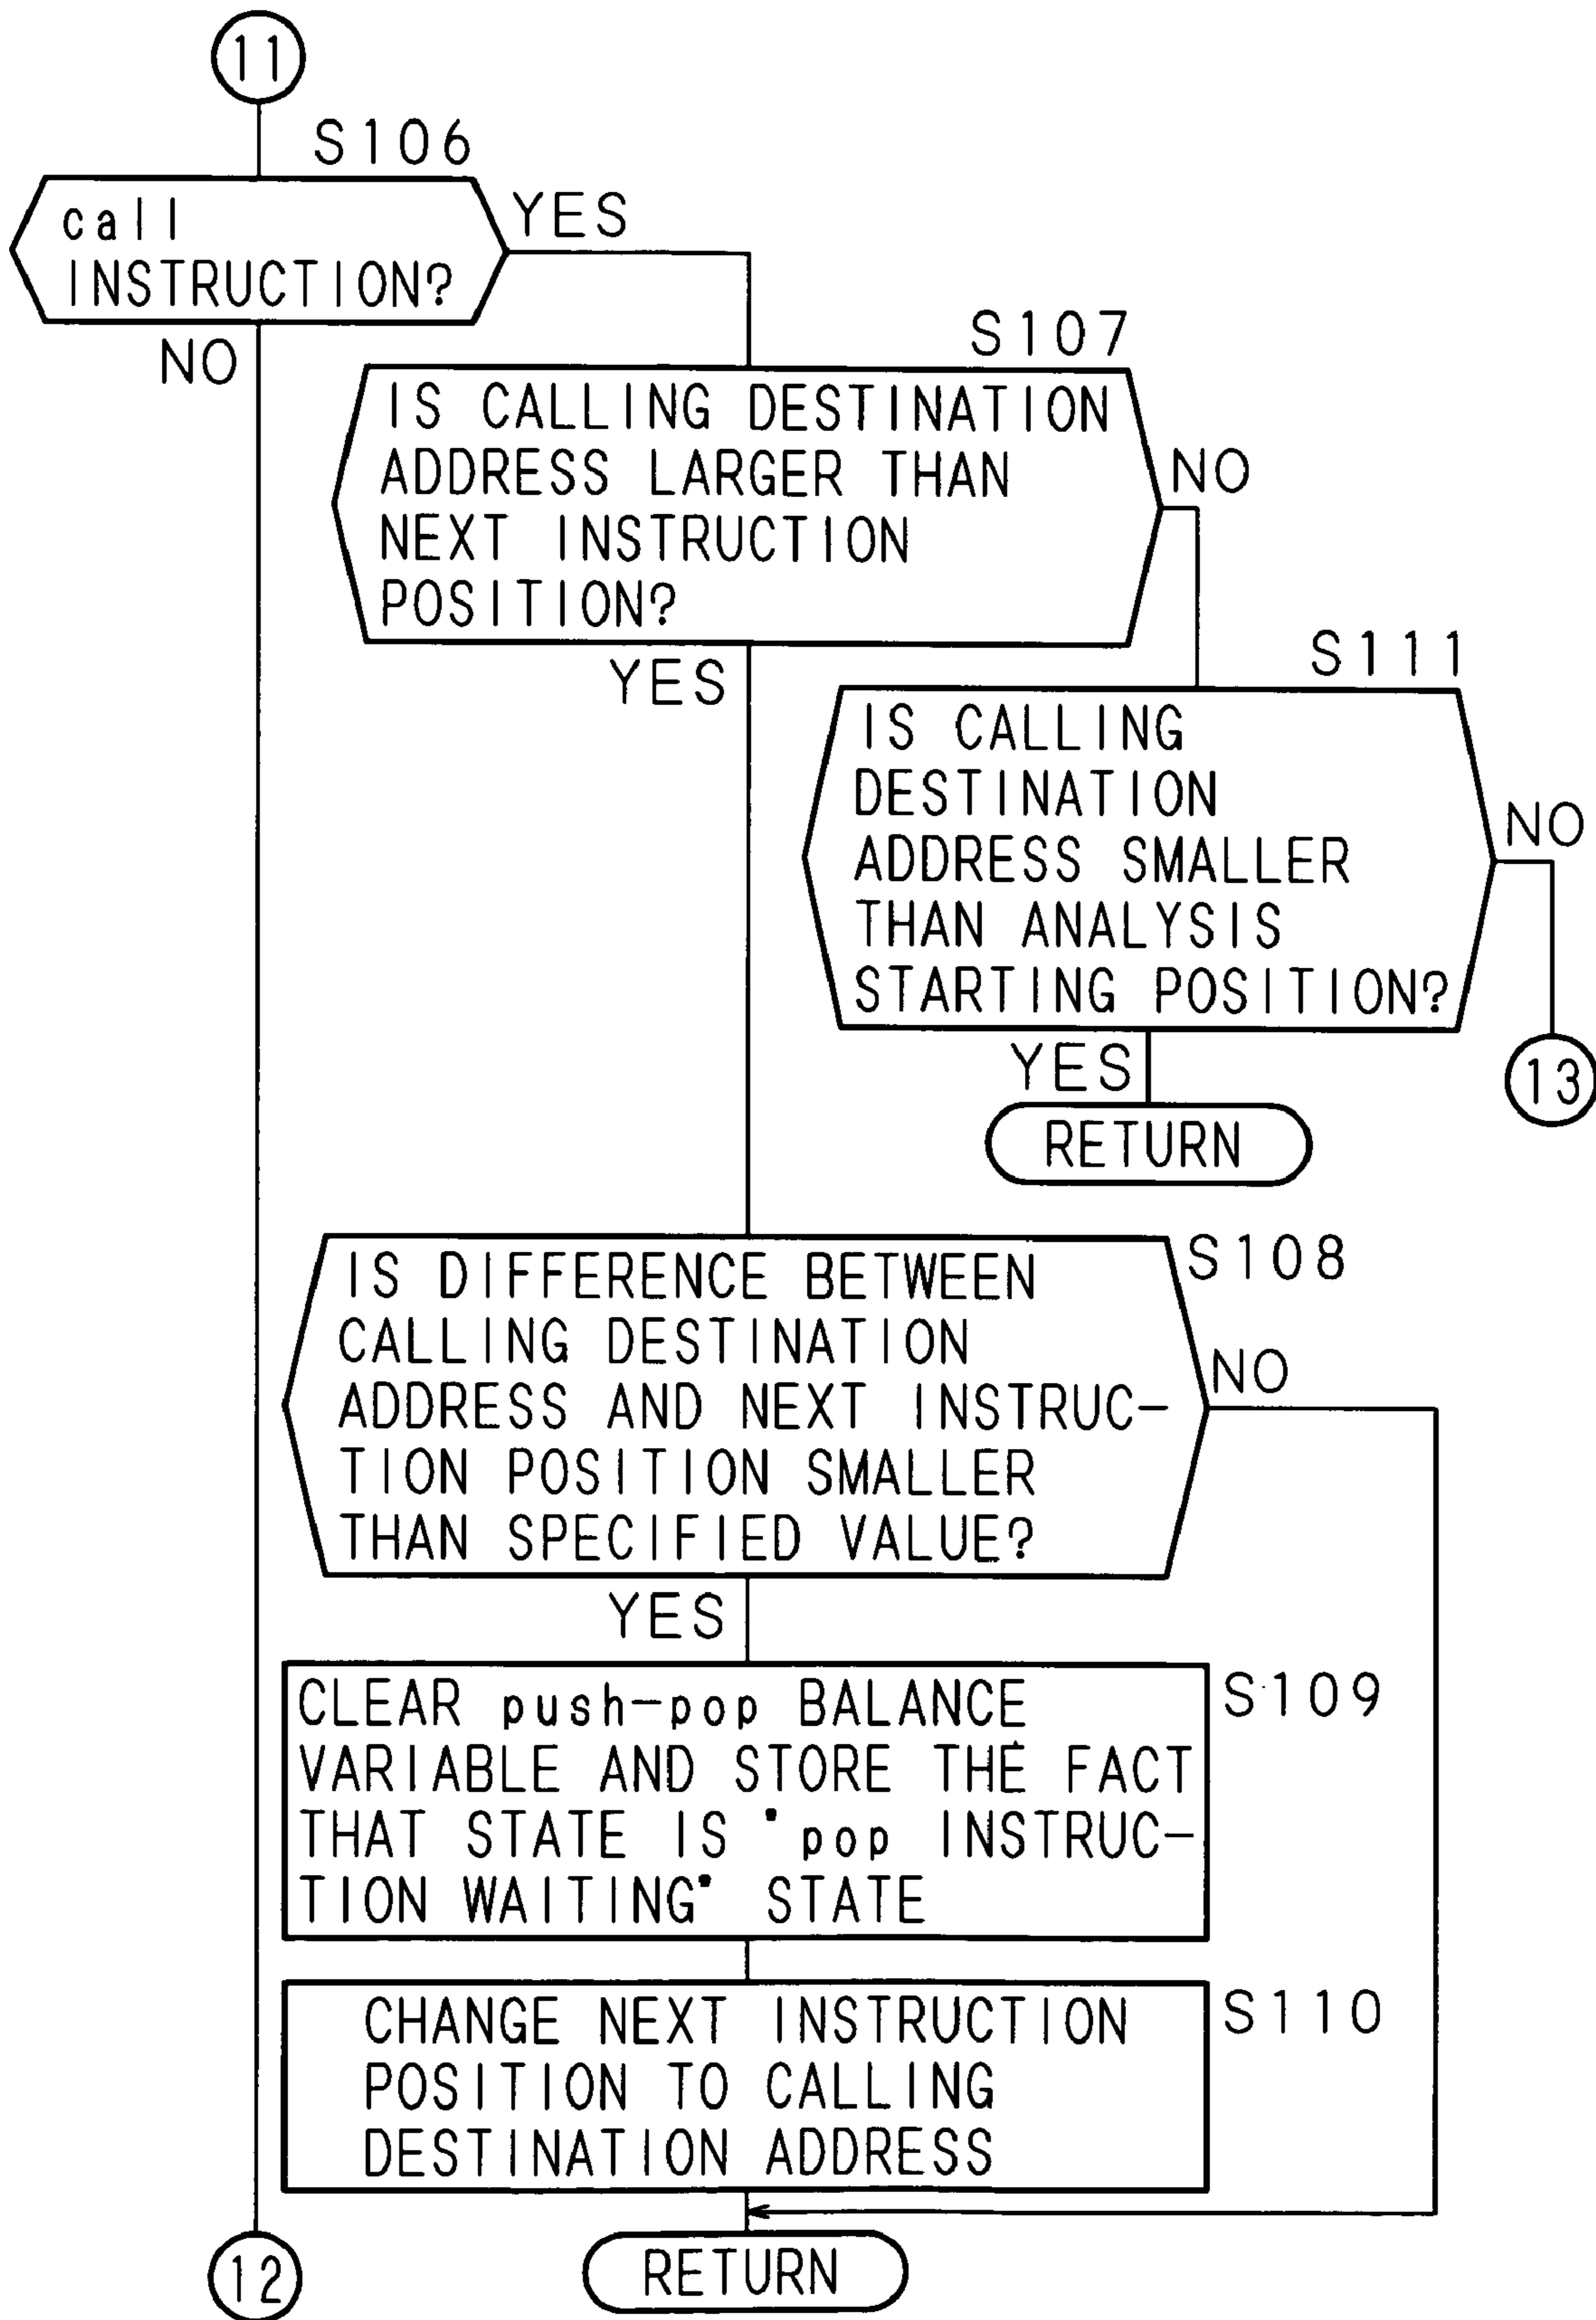 11
S106
call
INSTRUCTION?
YES
NO
S107
IS CALLING DESTINATION
ADDRESS LARGER THAN
NEXT INSTRUCTION
POSITION?
NO
YES
S111
IS CALLING
DESTINATION
ADDRESS SMALLER
THAN ANALYSIS
STARTING POSITION?
NO
YES
13
RETURN
S108
IS DIFFERENCE BETWEEN
CALLING DESTINATION
ADDRESS AND NEXT INSTRUC-
TION POSITION SMALLER
THAN SPECIFIED VALUE?
NO
YES
S109
CLEAR push-pop BALANCE
VARIABLE AND STORE THE FACT
THAT STATE IS "pop INSTRUC-
TION WAITING" STATE
S110
CHANGE NEXT INSTRUCTION
POSITION TO CALLING
DESTINATION ADDRESS
12
RETURN